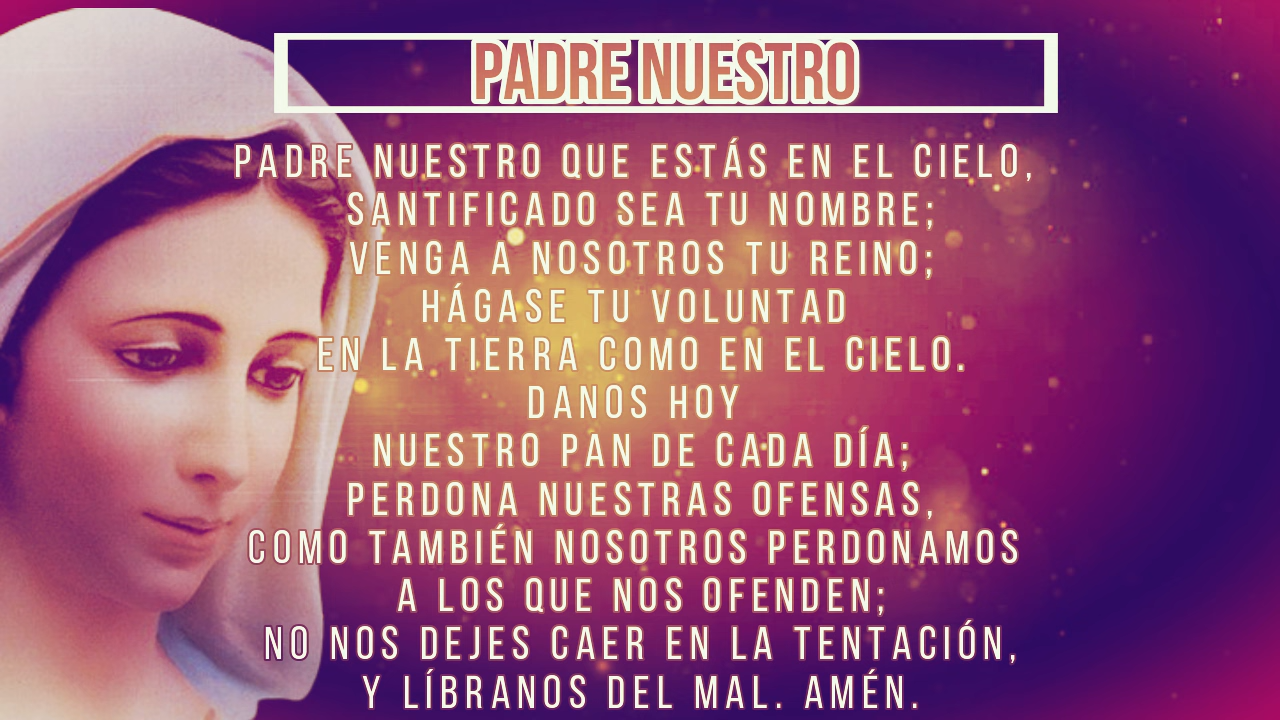 PADRE NUESTRO
PADRE NUESTRO QUE ESTÁS EN EL CIELO,
SANTIFICADO SEA TU NOMBRE;
VENGA A NOSOTROS TU REINO;
HÁGASE TU VOLUNTAD
EN LA TIERRA COMO EN EL CIELO.
DANOS HOY
NUESTRO PAN DE CADA DÍA;
PERDONA NUESTRAS OFENSAS,
COMO TAMBIÉN NOSOTROS PERDONAMOS
A LOS QUE NOS OFENDEN;
NO NOS DEJES CAER EN LA TENTACIÓN,
Y LÍBRANOS DEL MAL. AMÉN.